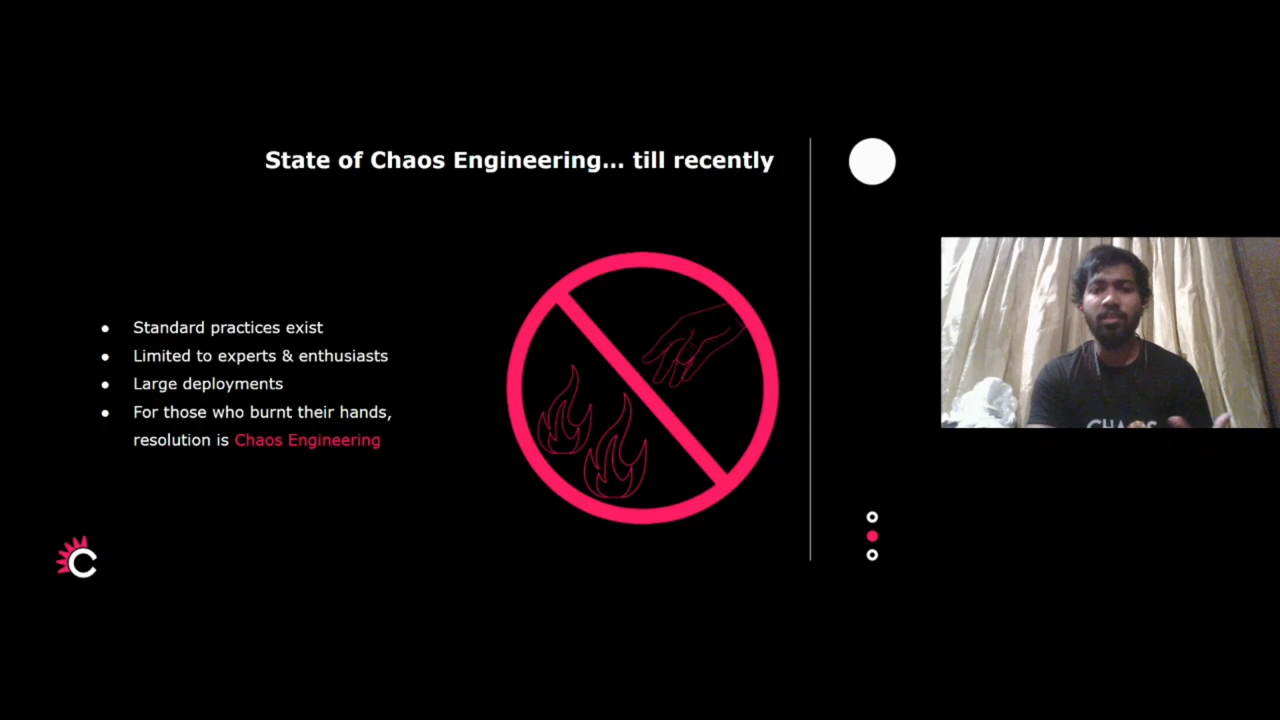 State of Chaos Engineering... till recently
● Standard practices exist
● Limited to experts & enthusiasts
● Large deployments
● For those who burnt their hands,
resolution is Chaos Engineering
C
CHAOS